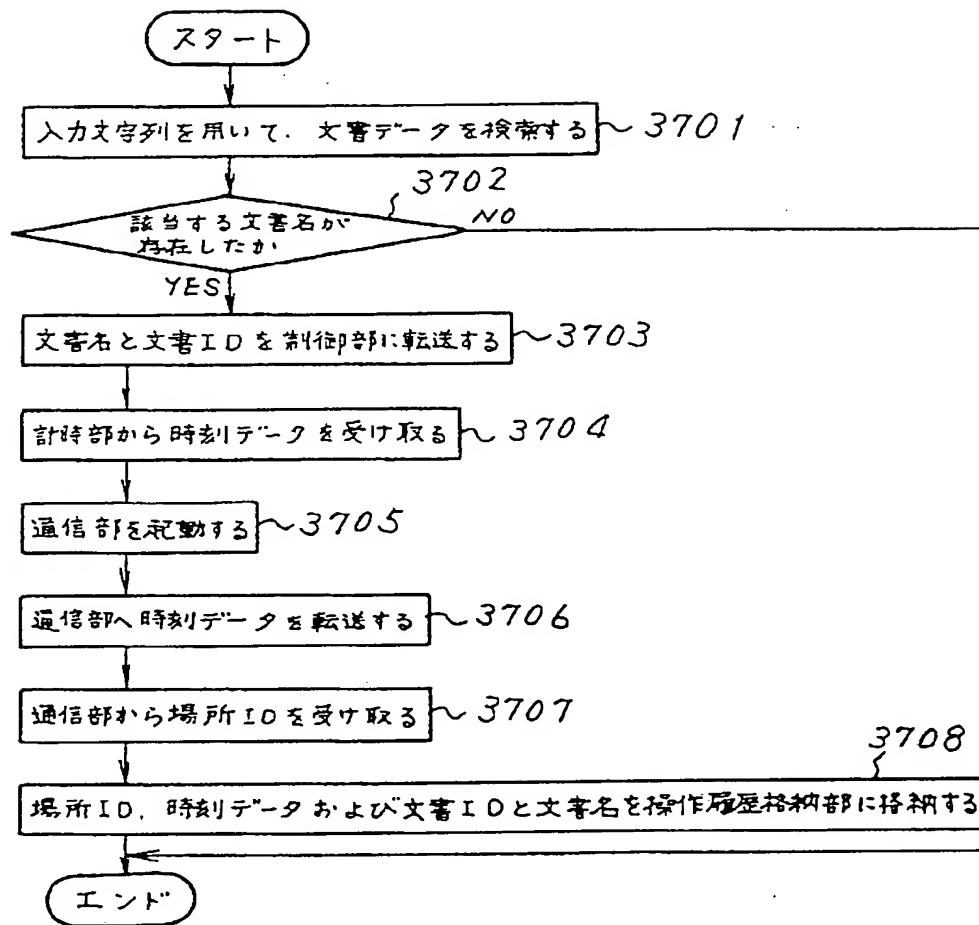 スタート
入力文字列を用いて、文書データを検索する 3701
3702
該当する文書名が
存在したか
NO
YES
文書名と文書IDを制御部に転送する 3703
計時部から時刻データを受け取る 3704
通信部を起動する 3705
通信部へ時刻データを転送する 3706
通信部から場所IDを受け取る 3707
3708
場所ID、時刻データおよび文書IDと文書名を操作履歴格納部に格納する
エンド